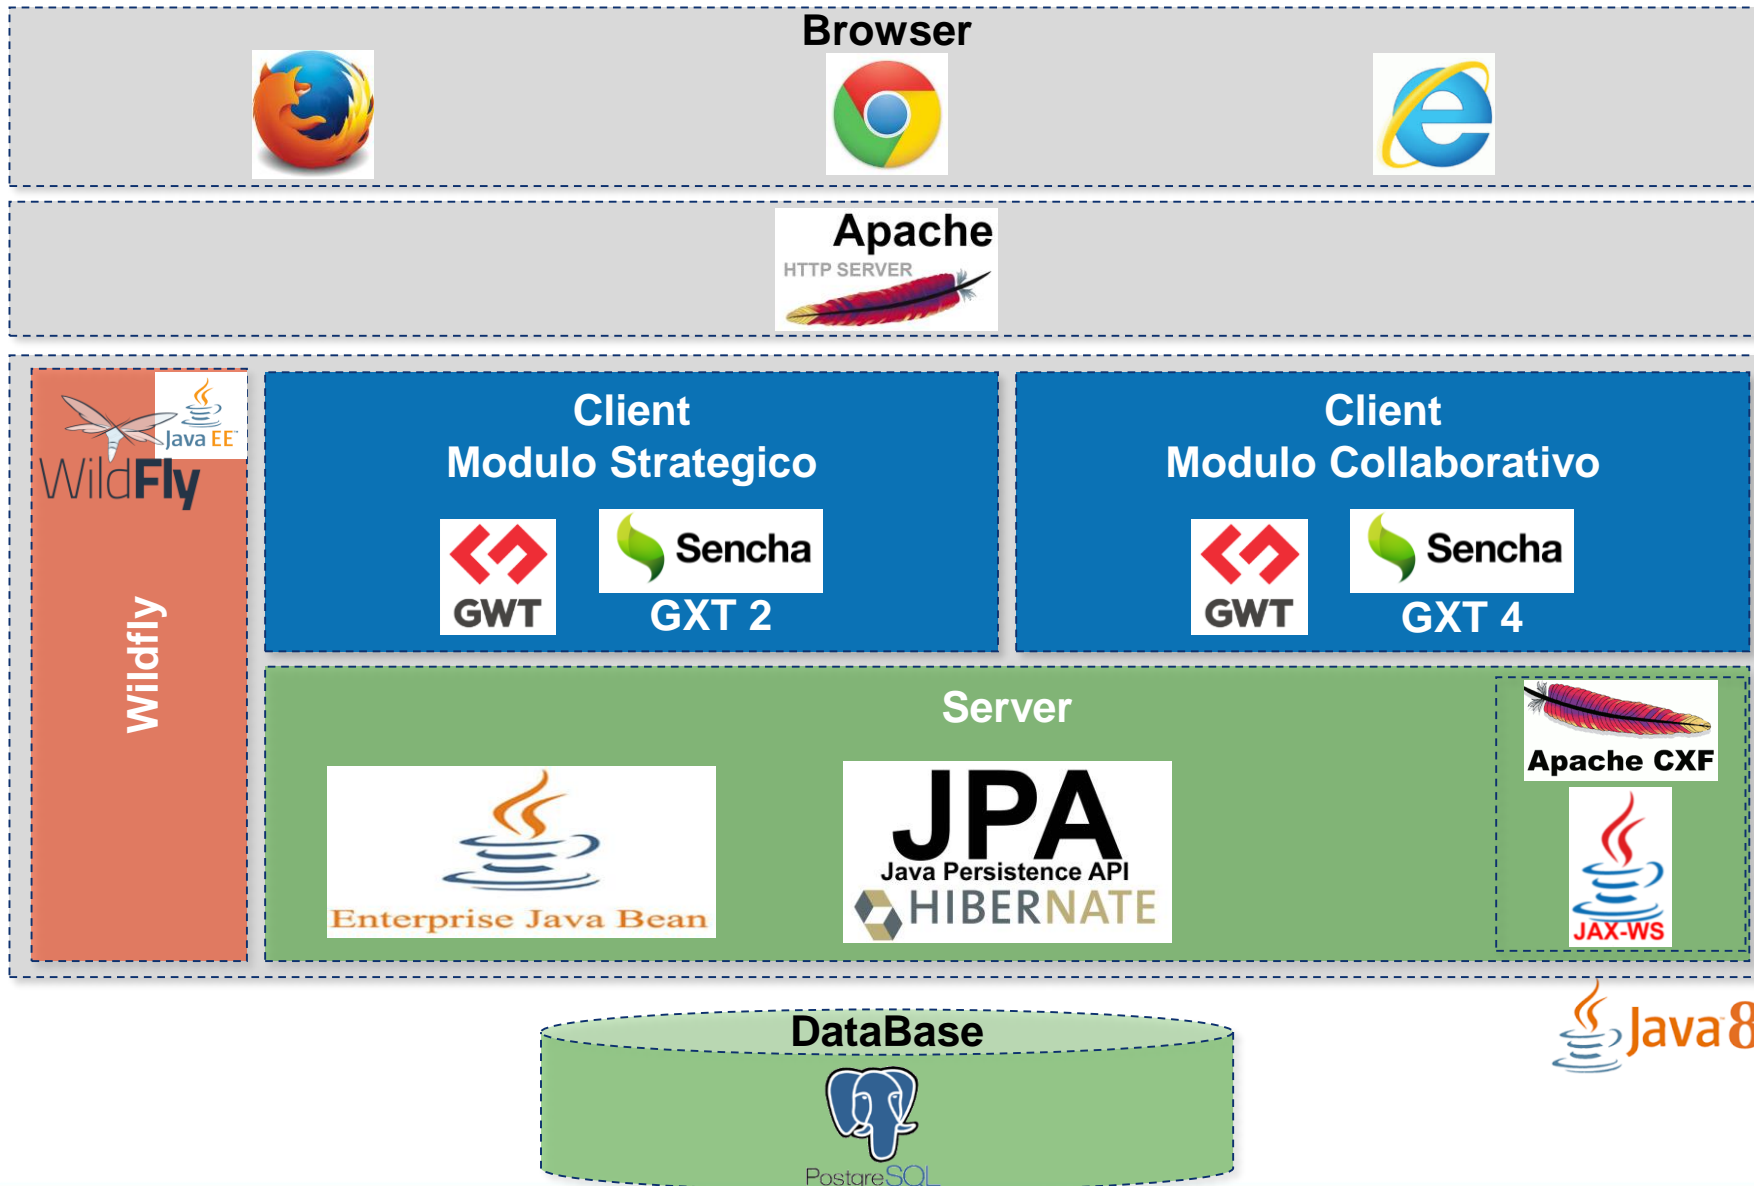 Browser
Apache
HTTP SERVER
Java EE™
WildFly
Wildfly
Client
Modulo Strategico
GWT
Sencha
GXT 2
Client
Modulo Collaborativo
GWT
Sencha
GXT 4
Server
Enterprise Java Bean
JPA
Java Persistence API
HIBERNATE
Apache CXF
JAX-WS
Java 8
DataBase
PostgreSQL